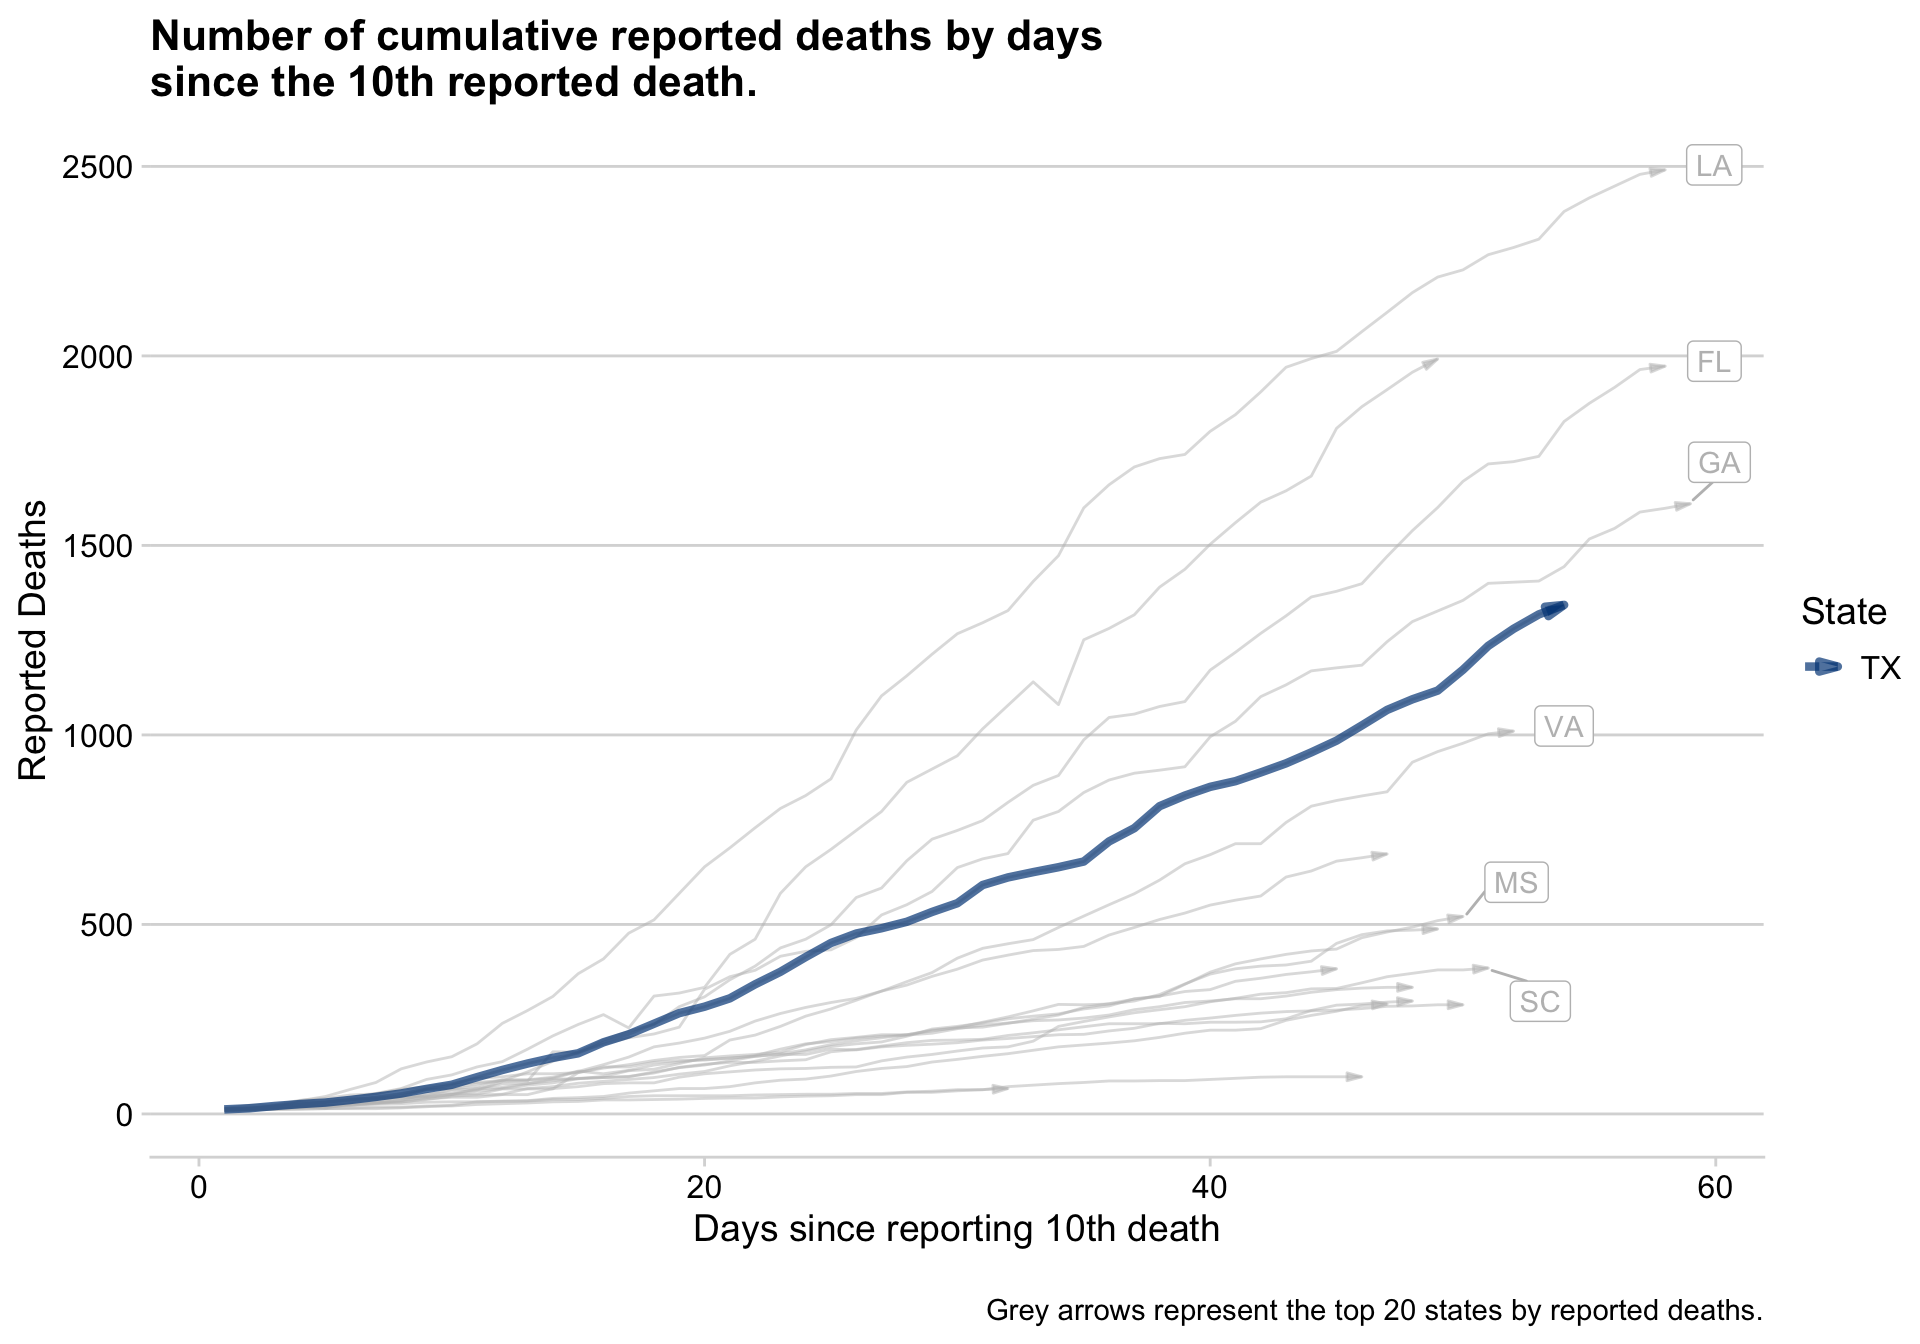 Number of cumulative reported deaths by days
since the 10th reported death.
2500
2000
1500
1000
500
0
Reported Deaths
LA
FL
GA
VA
MS
SC
State
TX
0
20
40
60
Days since reporting 10th death
Grey arrows represent the top 20 states by reported deaths.